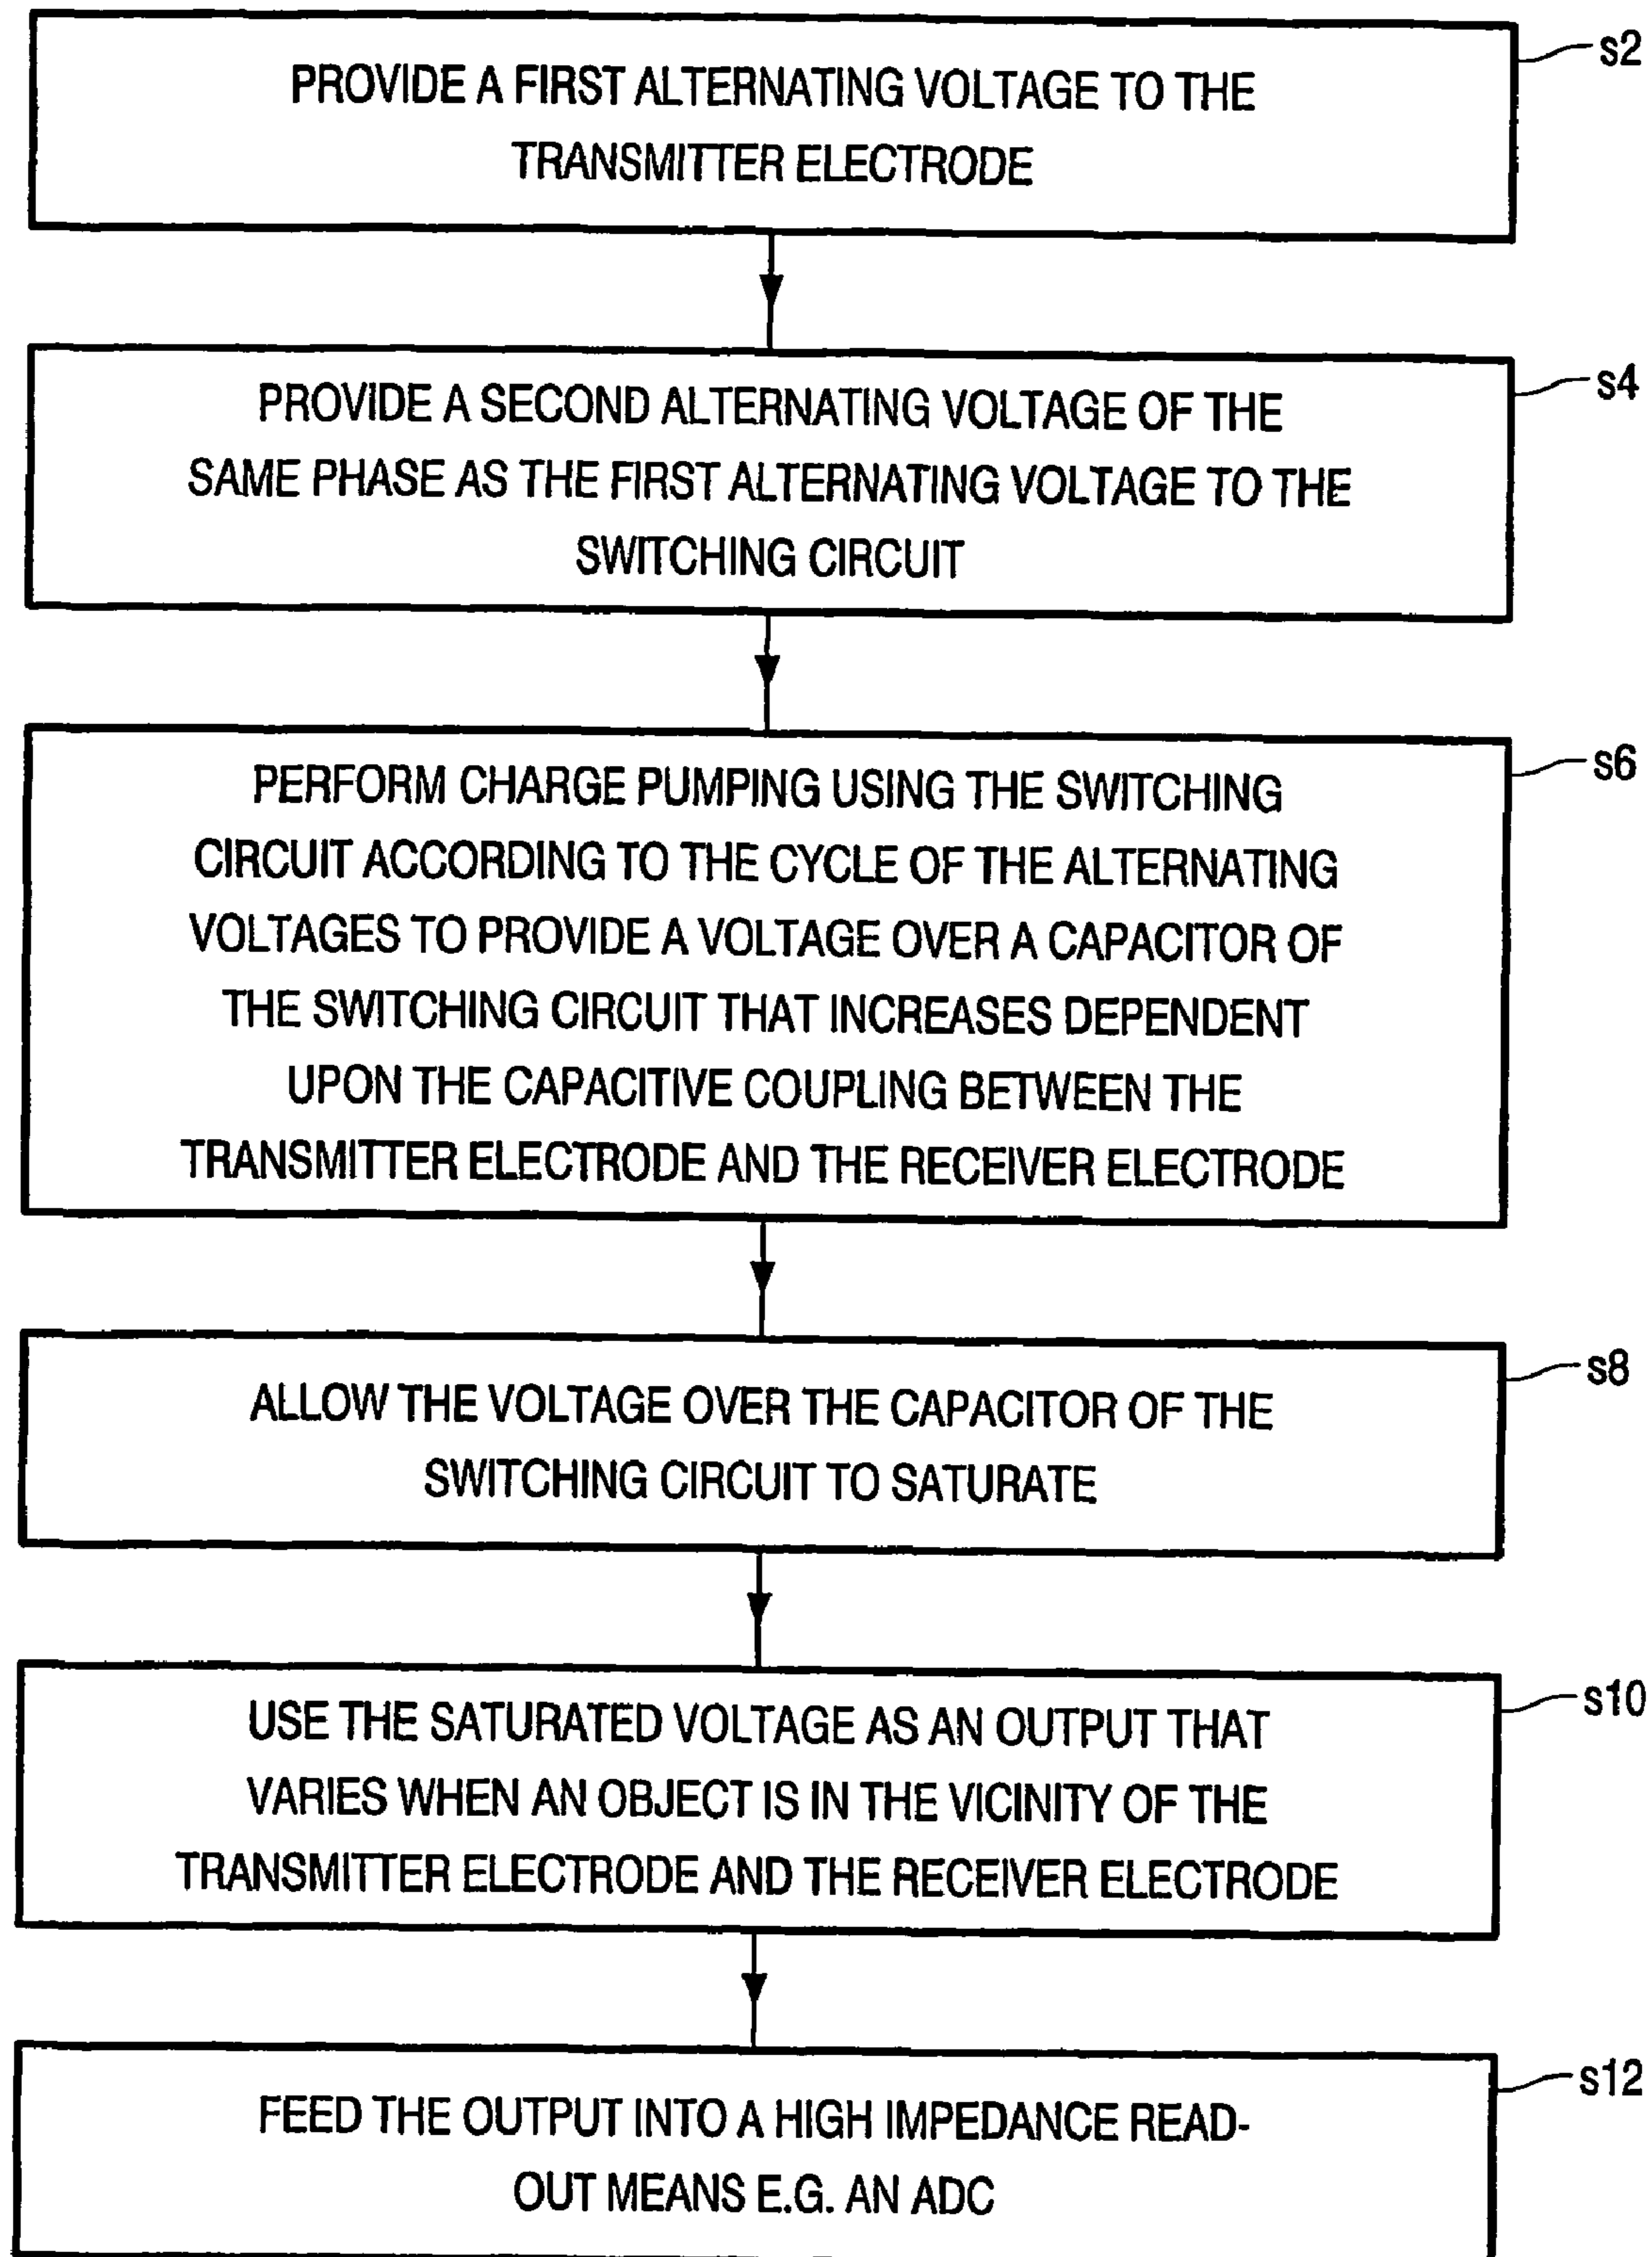 s2
PROVIDE A FIRST ALTERNATING VOLTAGE TO THE
TRANSMITTER ELECTRODE
s4
PROVIDE A SECOND ALTERNATING VOLTAGE OF THE
SAME PHASE AS THE FIRST ALTERNATING VOLTAGE TO THE
SWITCHING CIRCUIT
s6
PERFORM CHARGE PUMPING USING THE SWITCHING
CIRCUIT ACCORDING TO THE CYCLE OF THE ALTERNATING
VOLTAGES TO PROVIDE A VOLTAGE OVER A CAPACITOR OF
THE SWITCHING CIRCUIT THAT INCREASES DEPENDENT
UPON THE CAPACITIVE COUPLING BETWEEN THE
TRANSMITTER ELECTRODE AND THE RECEIVER ELECTRODE
s8
ALLOW THE VOLTAGE OVER THE CAPACITOR OF THE
SWITCHING CIRCUIT TO SATURATE
s10
USE THE SATURATED VOLTAGE AS AN OUTPUT THAT
VARIES WHEN AN OBJECT IS IN THE VICINITY OF THE
TRANSMITTER ELECTRODE AND THE RECEIVER ELECTRODE
s12
FEED THE OUTPUT INTO A HIGH IMPEDANCE READ-
OUT MEANS E.G. AN ADC